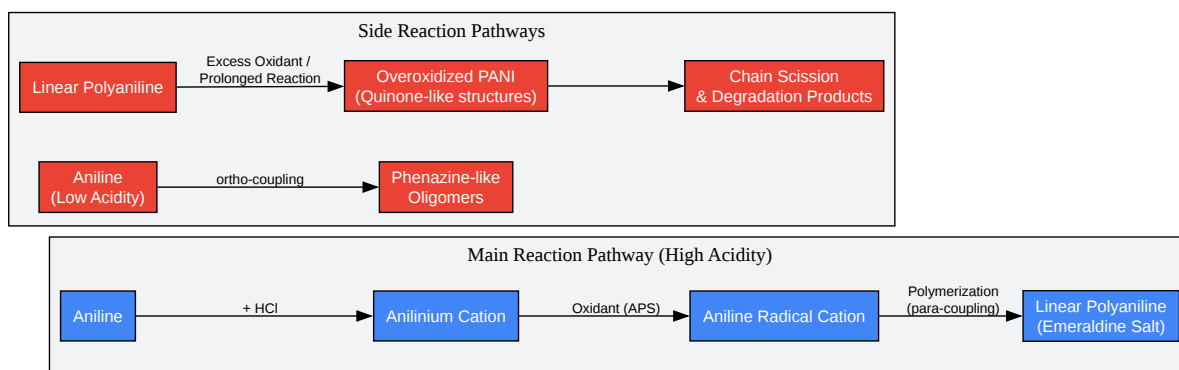 Side Reaction Pathways
Linear Polyaniline
Excess Oxidant /
Prolonged Reaction
Overoxidized PANI
(Quinone-like structures)
Chain Scission
& Degradation Products
Aniline
(Low Acidity)
ortho-coupling
Phenazine-like
Oligomers
Main Reaction Pathway (High Acidity)
Aniline
+ HCl
Anilinium Cation
Oxidant (APS)
Aniline Radical Cation
Polymerization
(para-coupling)
Linear Polyaniline
(Emeraldine Salt)